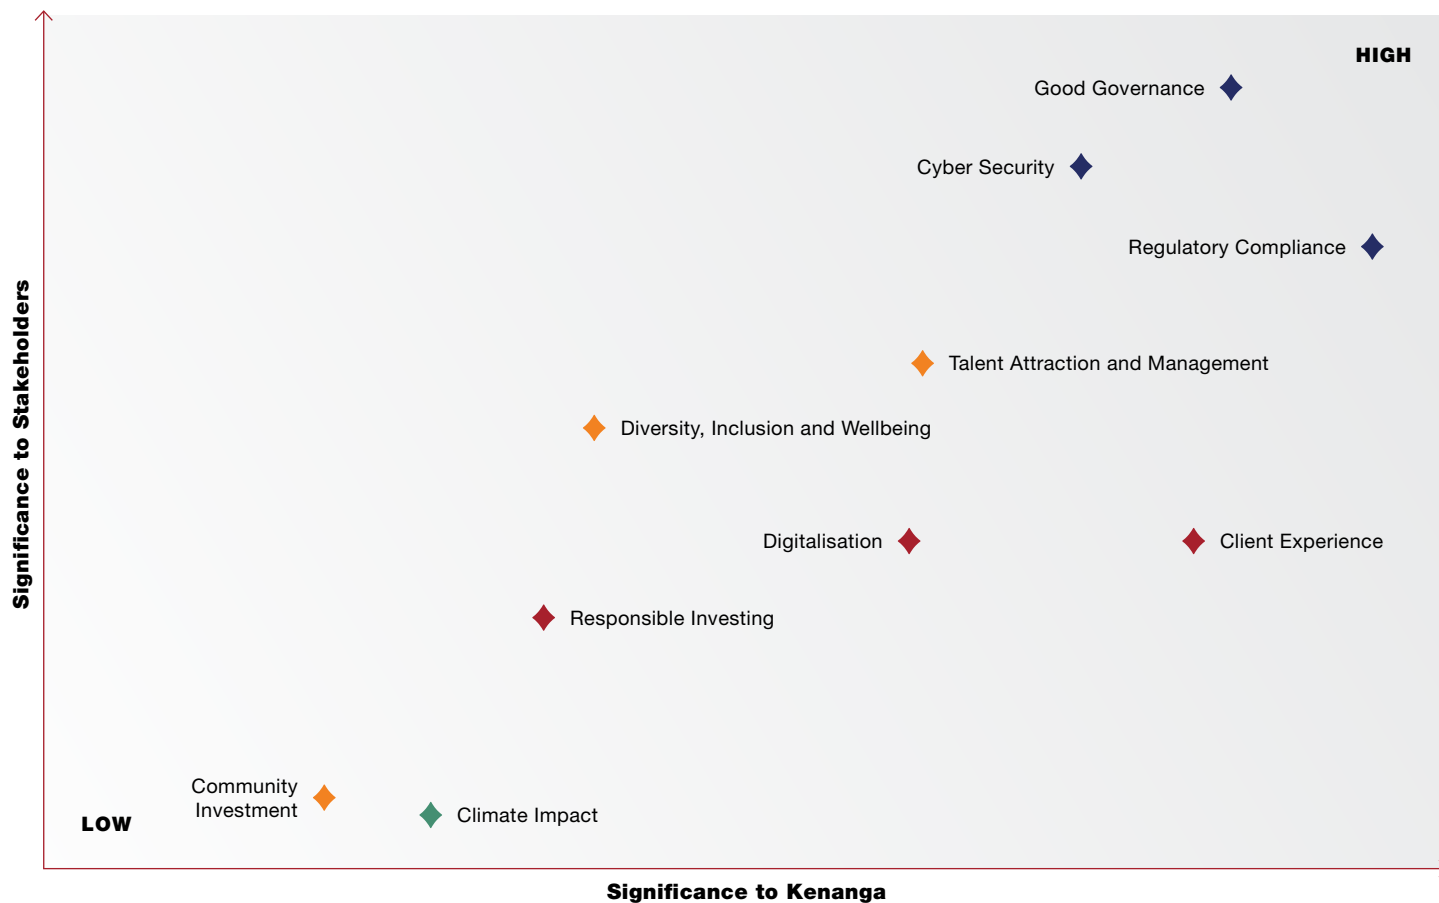 HIGH
Good Governance
Cyber Security
Regulatory Compliance
Talent Attraction and Management
Diversity, Inclusion and Wellbeing
Digitalisation
Client Experience
Responsible Investing
Community
Investment
Climate Impact
LOW
Significance to Stakeholders
Significance to Kenanga